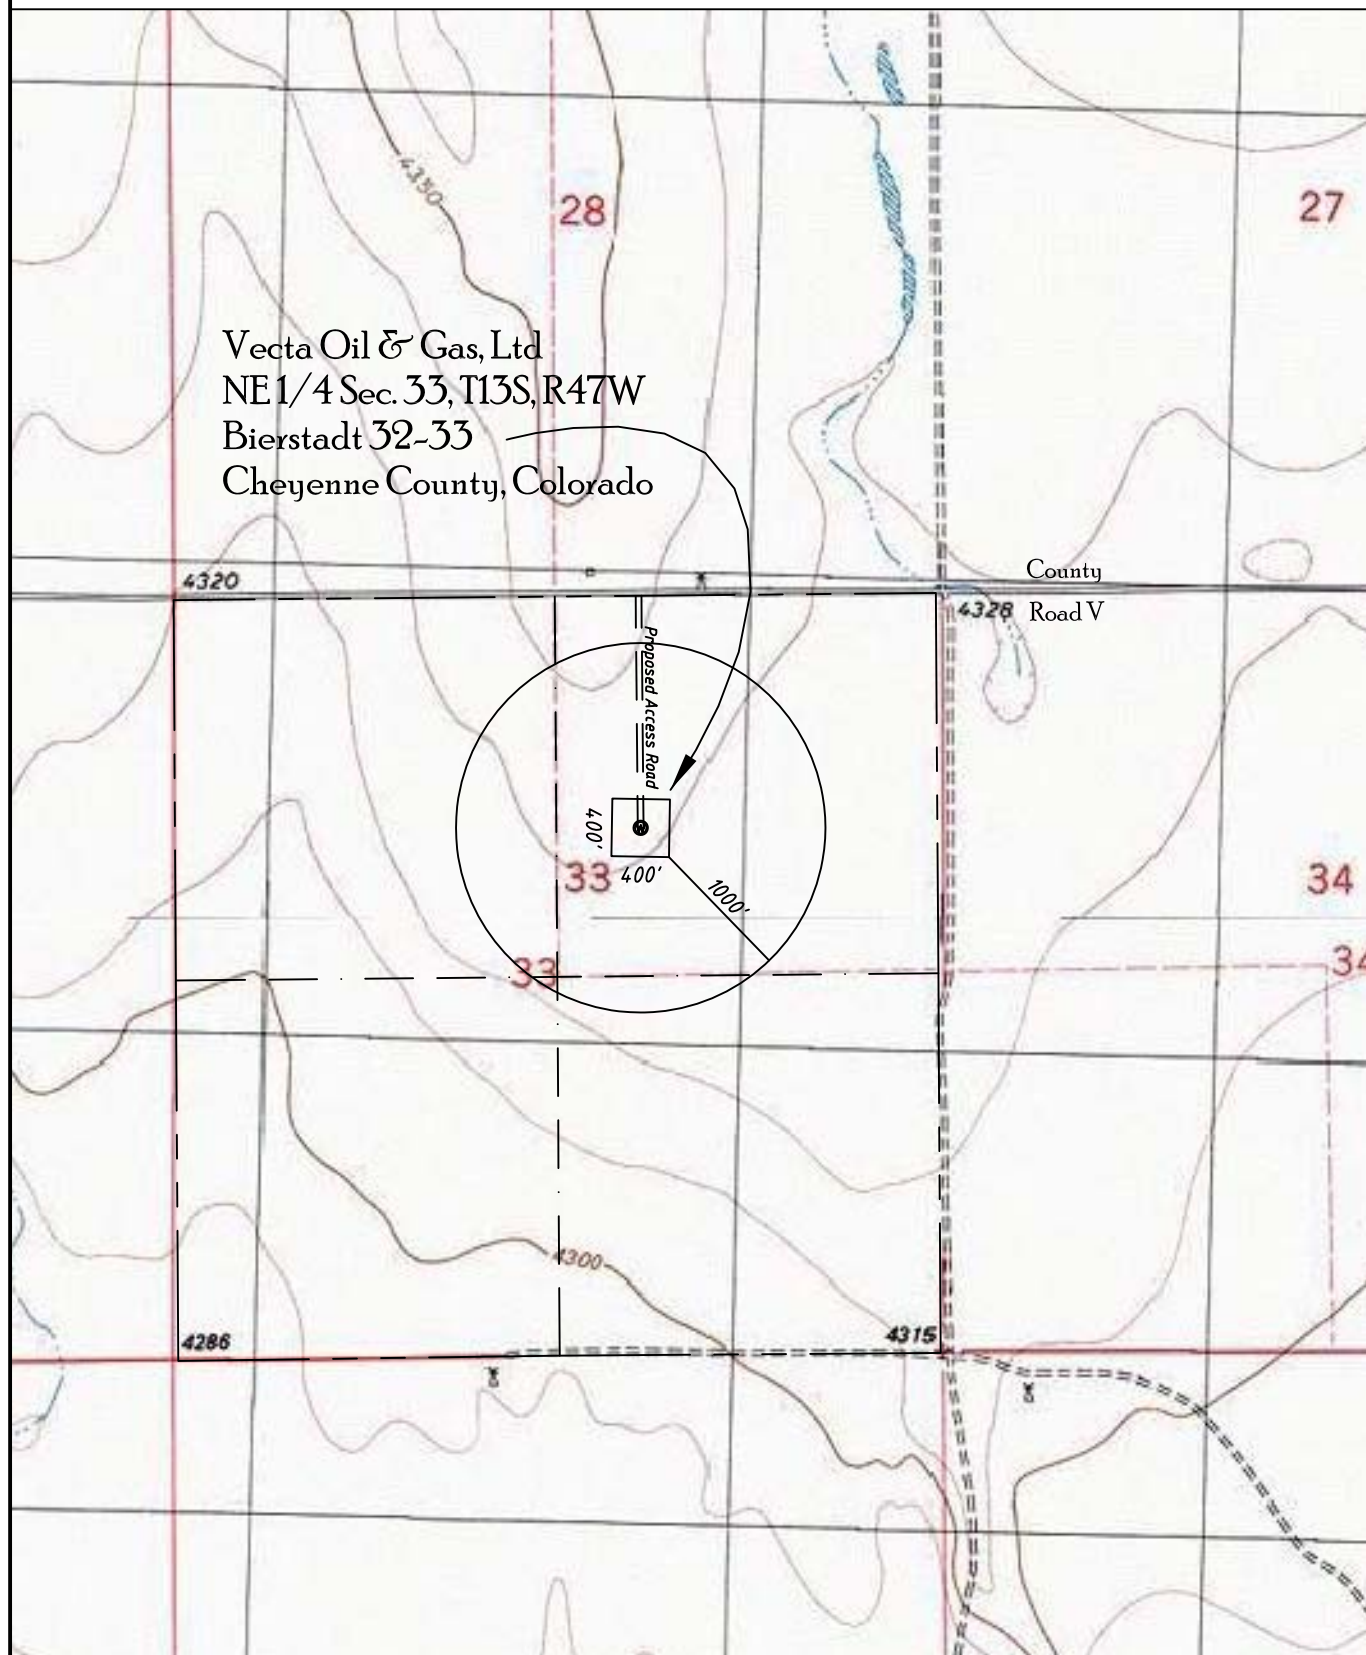 4350
28
27
Vecta Oil & Gas, Ltd
NE 1/4 Sec. 33, T13S, R47W
Bierstadt 32-33
Cheyenne County, Colorado
4320
County
4328
Road V
Proposed Access Road
400'
33
400'
1000'
34
33
34
4300
4286
4315